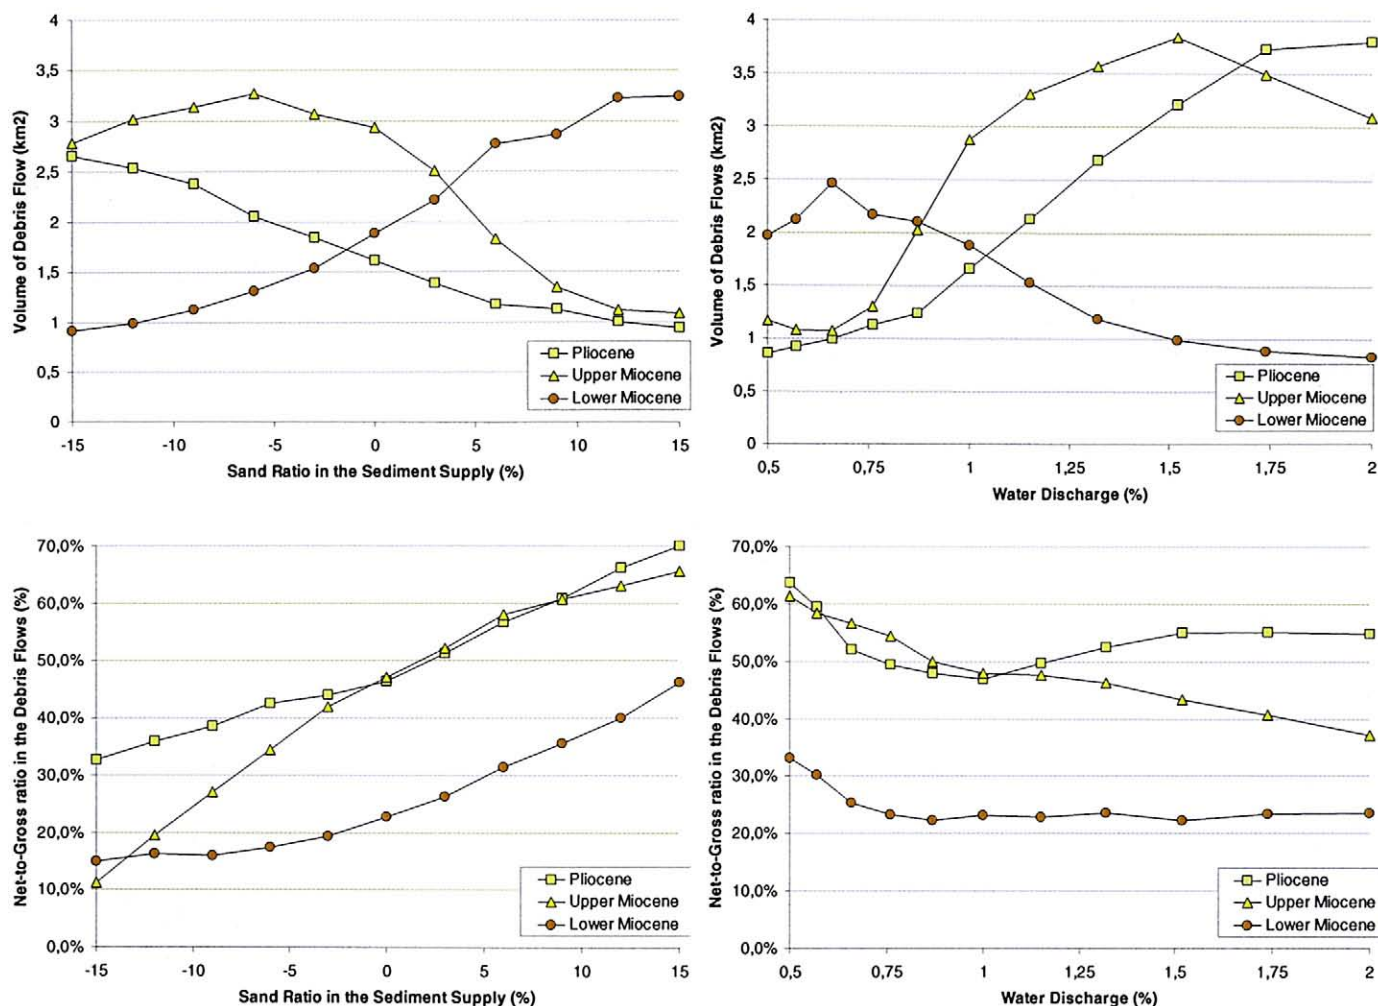 Volume of Debris Flow (km2)
4
3,5
3
2,5
2
1,5
1
0,5
0
-15 -10 -5 0 5 10 15
Sand Ratio in the Sediment Supply (%)
Pliocene
Upper Miocene
Lower Miocene
Volume of Debris Flows (km2)
4
3,5
3
2,5
2
1,5
1
0,5
0
0,5 0,75 1 1,25 1,5 1,75 2
Water Discharge (%)
Pliocene
Upper Miocene
Lower Miocene
Net-to-Gross ratio in the Debris Flows (%)
70,0%
60,0%
50,0%
40,0%
30,0%
20,0%
10,0%
0,0%
-15 -10 -5 0 5 10 15
Sand Ratio in the Sediment Supply (%)
Pliocene
Upper Miocene
Lower Miocene
Net-to-Gross ratio in the Debris Flows (%)
70,0%
60,0%
50,0%
40,0%
30,0%
20,0%
10,0%
0,0%
0,5 0,75 1 1,25 1,5 1,75 2
Water Discharge (%)
Pliocene
Upper Miocene
Lower Miocene